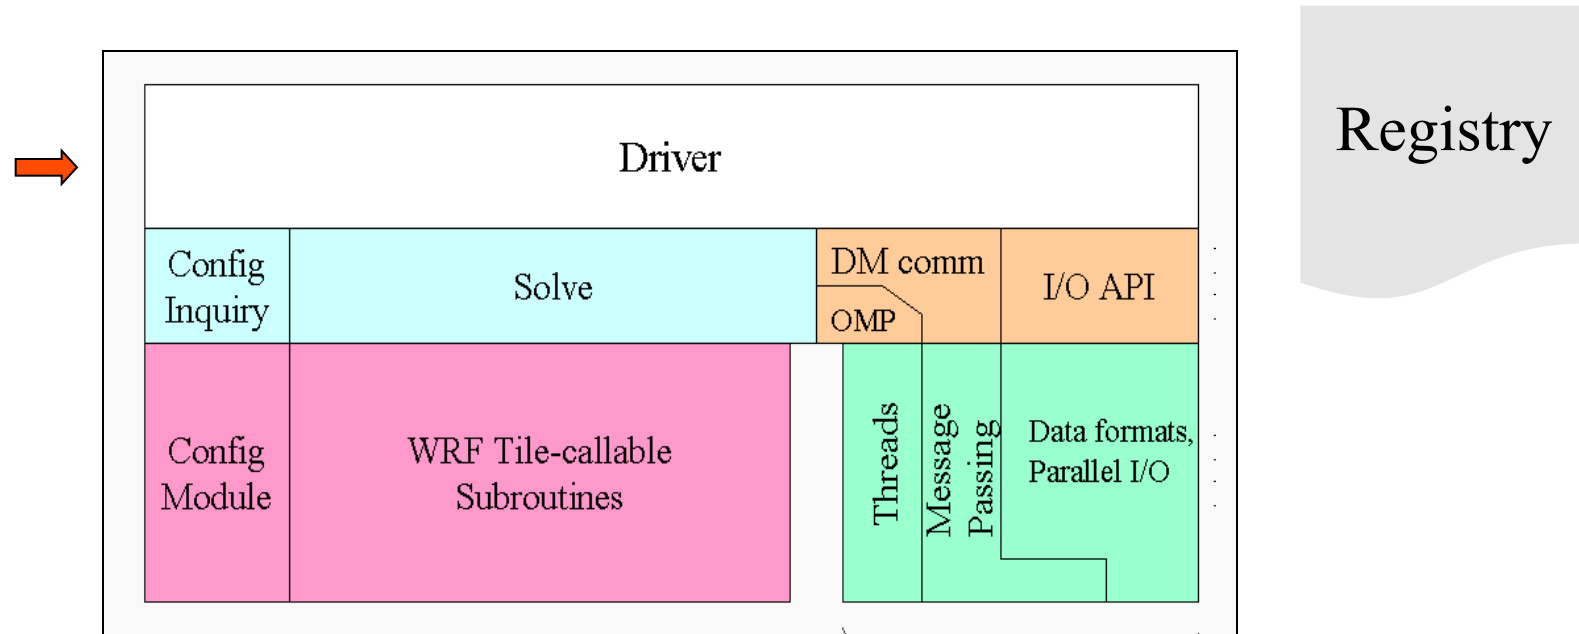 Registry
Driver
Config
Inquiry
Solve
DM comm
OMP
I/O API
Config
Module
WRF Tile-callable
Subroutines
Threads
Message
Passing
Data formats,
Parallel I/O